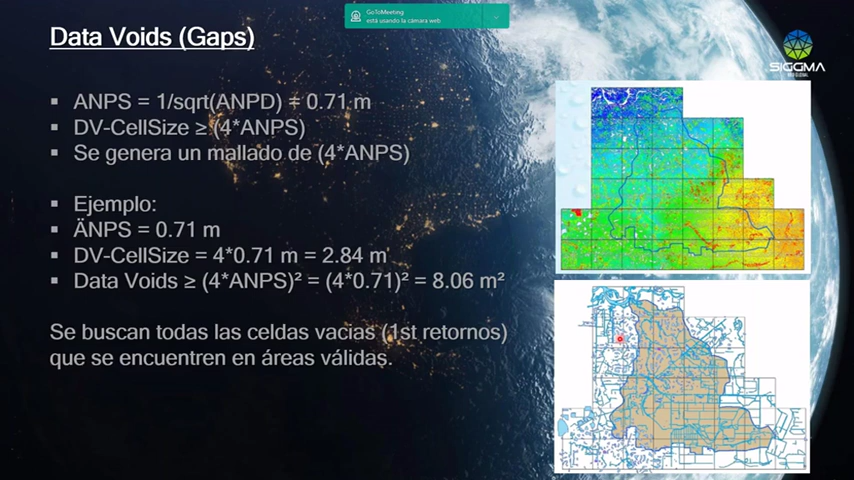 GoToMeeting
está usando la cámara web
Data Voids (Gaps)
SIGGMA
▪ ANPS = 1/sqrt(ANPD) = 0.71 m
▪ DV-CellSize ≥ (4*ANPS)
▪ Se genera un mallado de (4*ANPS)
▪ Ejemplo:
▪ ÄNPS = 0.71 m
▪ DV-CellSize = 4*0.71 m = 2.84 m
▪ Data Voids ≥ (4*ANPS)² = (4*0.71)² = 8.06 m²
Se buscan todas las celdas vacias (1st retornos)
que se encuentren en áreas válidas.